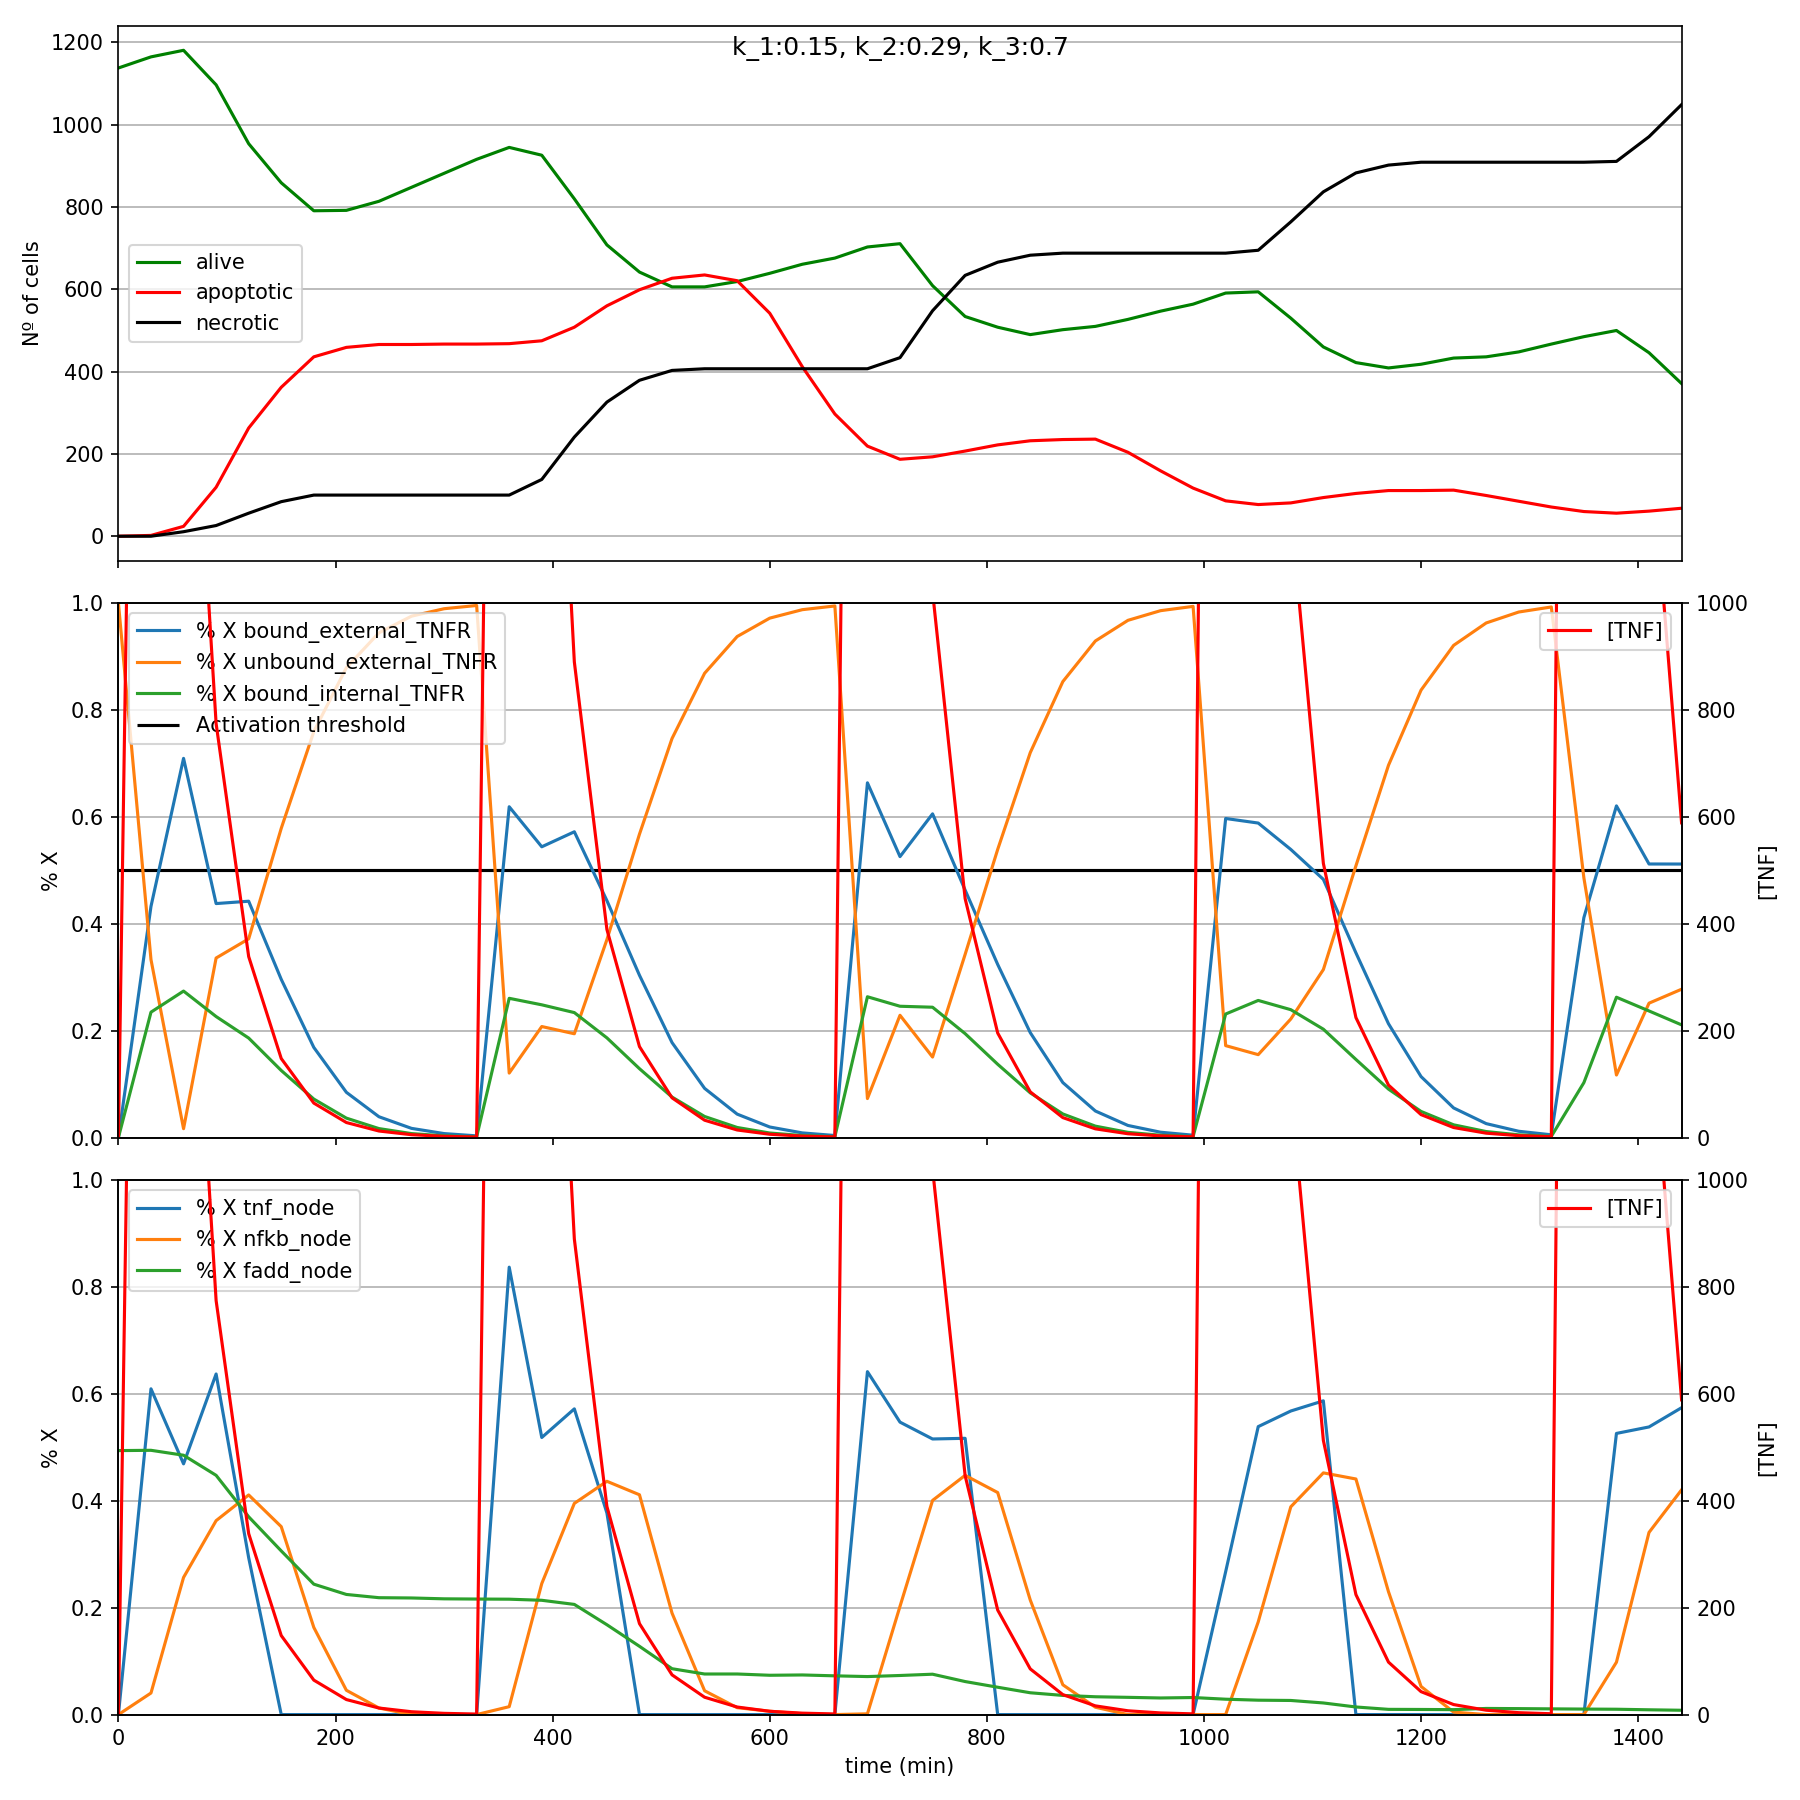 k_1:0.15, k_2:0.29, k_3:0.7
1200
1000
800
600
400
200
0
Nº of cells
alive
apoptotic
necrotic
1.0
0.8
0.6
0.4
0.2
0.0
% X
% X bound_external_TNFR
% X unbound_external_TNFR
% X bound_internal_TNFR
Activation threshold
[TNF]
1000
800
600
400
200
0
[TNF]
1.0
0.8
0.6
0.4
0.2
0.0
% X
% X tnf_node
% X nfkb_node
% X fadd_node
[TNF]
1000
800
600
400
200
0
[TNF]
0 200 400 600 800 1000 1200 1400
time (min)